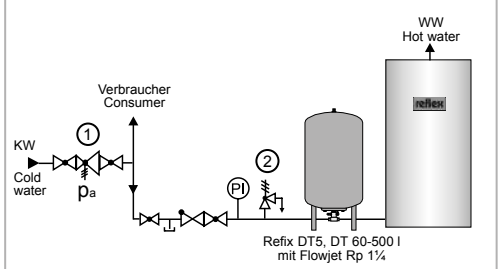 WW
Hot water
reflex
Verbraucher
Consumer
1
KW
2
Cold
water
pa
PI
Refix DT5, DT 60-500 l
mit Flowjet Rp 1¼